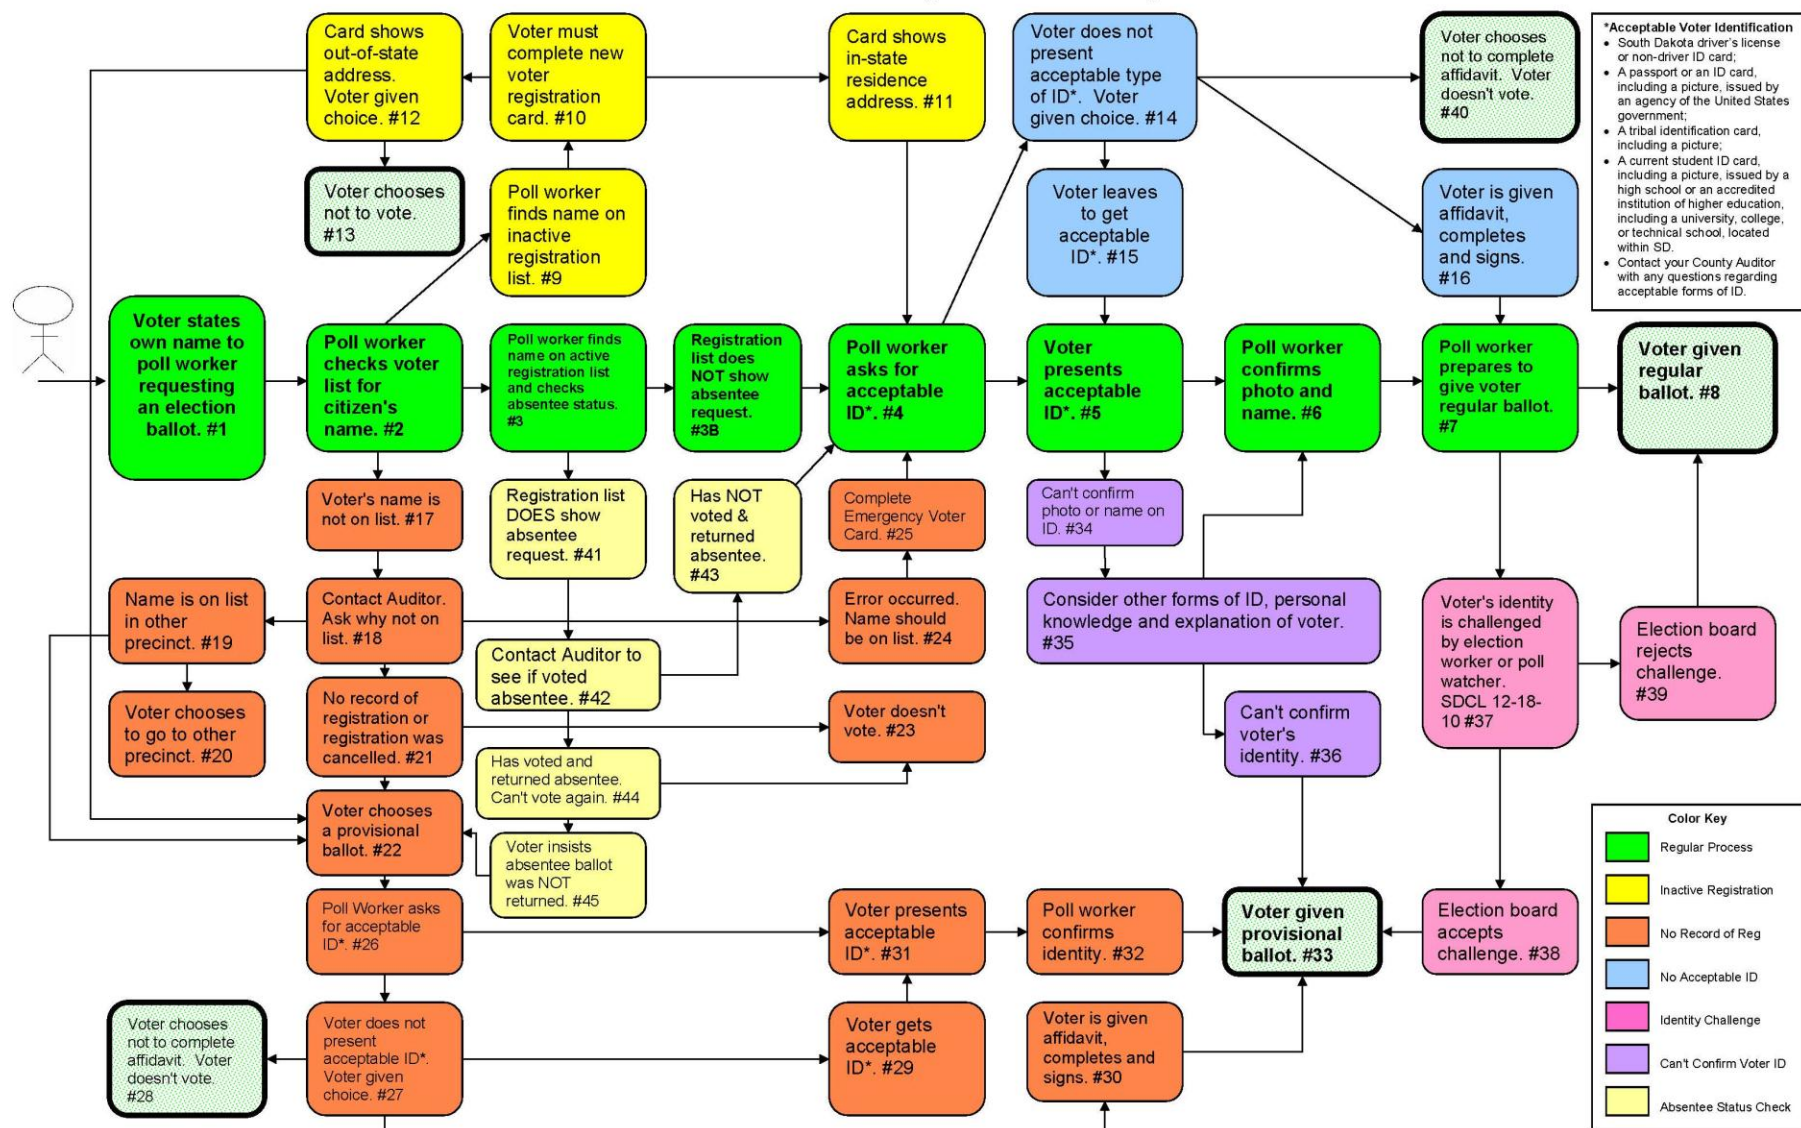 Card shows
out-of-state
address.
Voter given
choice. #12
Voter must
complete new
voter
registration
card. #10
Card shows
in-state
residence
address. #11
Voter does not
present
acceptable type
of ID*.  Voter
given choice. #14
Voter chooses
not to complete
affidavit.  Voter
doesn't vote.
#40
*Acceptable Voter Identification
• South Dakota driver's license
or non-driver ID card;
• A passport or an ID card,
including a picture, issued by
an agency of the United States
government;
• A tribal identification card,
including a picture;
• A current student ID card,
including a picture, issued by a
high school or an accredited
institution of higher education,
including a university, college,
or technical school, located
within SD.
• Contact your County Auditor
with any questions regarding
acceptable forms of ID.
Voter chooses
not to vote.
#13
Poll worker
finds name on
inactive
registration
list. #9
Voter leaves
to get
acceptable
ID*. #15
Voter is given
affidavit,
completes
and signs.
#16
Voter states
own name to
poll worker
requesting
an election
ballot. #1
Poll worker
checks voter
list for
citizen's
name. #2
Poll worker finds
name on active
registration list
and checks
absentee status.
#3
Registration
list does
NOT show
absentee
request.
#3B
Poll worker
asks for
acceptable
ID*. #4
Voter
presents
acceptable
ID*. #5
Poll worker
confirms
photo and
name. #6
Poll worker
prepares to
give voter
regular ballot.
#7
Voter given
regular
ballot. #8
Voter's name is
not on list. #17
Registration list
DOES show
absentee
request. #41
Has NOT
voted &
returned
absentee.
#43
Complete
Emergency Voter
Card. #25
Can't confirm
photo or name on
ID. #34
Name is on list
in other
precinct. #19
Contact Auditor.
Ask why not on
list. #18
Error occurred.
Name should
be on list. #24
Consider other forms of ID, personal
knowledge and explanation of voter.
#35
Voter's identity
is challenged
by election
worker or poll
watcher.
SDCL 12-18-
10 #37
Election board
rejects
challenge.
#39
Contact Auditor to
see if voted
absentee. #42
Voter chooses
to go to other
precinct. #20
No record of
registration or
registration was
cancelled. #21
Voter doesn't
vote. #23
Can't confirm
voter's
identity. #36
Has voted and
returned absentee.
Can't vote again. #44
Voter chooses
a provisional
ballot. #22
Voter insists
absentee ballot
was NOT
returned. #45
Color Key
Regular Process
Inactive Registration
No Record of Reg
No Acceptable ID
Identity Challenge
Can't Confirm Voter ID
Absentee Status Check
Poll Worker asks
for acceptable
ID*. #26
Voter presents
acceptable
ID*. #31
Poll worker
confirms
identity. #32
Voter given
provisional
ballot. #33
Election board
accepts
challenge. #38
Voter chooses
not to complete
affidavit.  Voter
doesn't vote.
#28
Voter does not
present
acceptable ID*.
Voter given
choice. #27
Voter gets
acceptable
ID*. #29
Voter is given
affidavit,
completes and
signs. #30